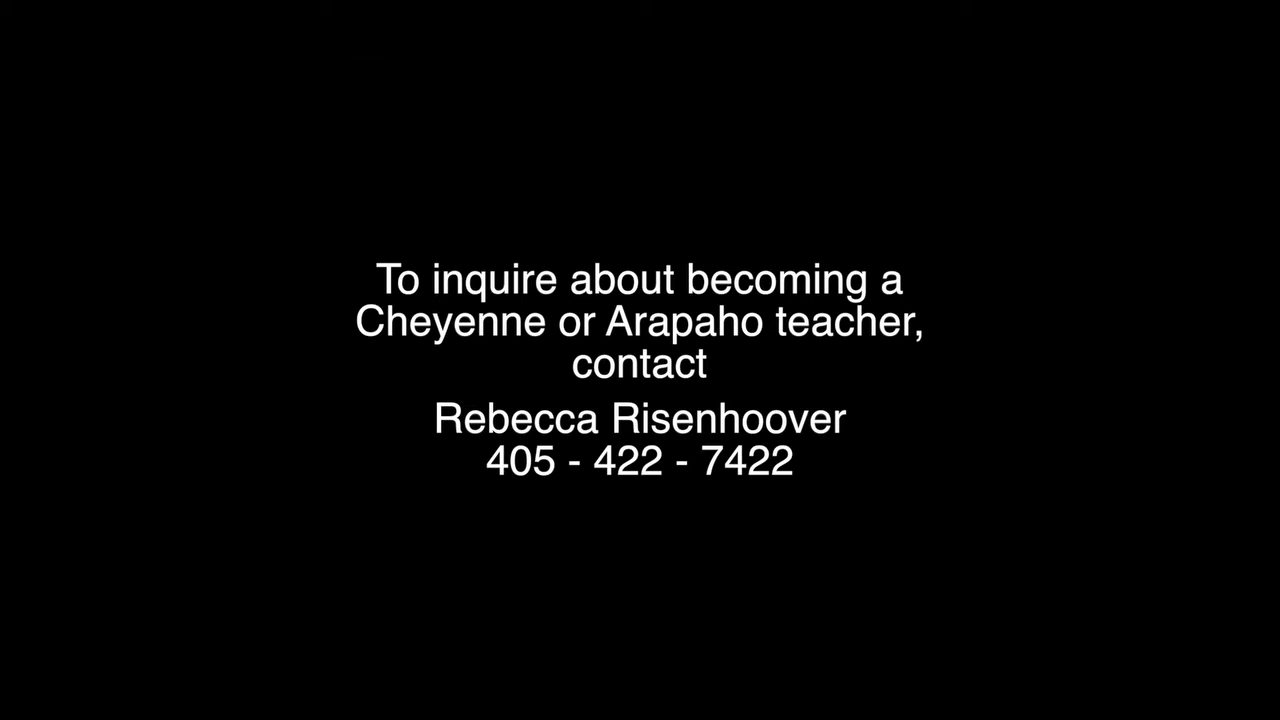 To inquire about becoming a
Cheyenne or Arapaho teacher,
contact
Rebecca Risenhoover
405 - 422 - 7422